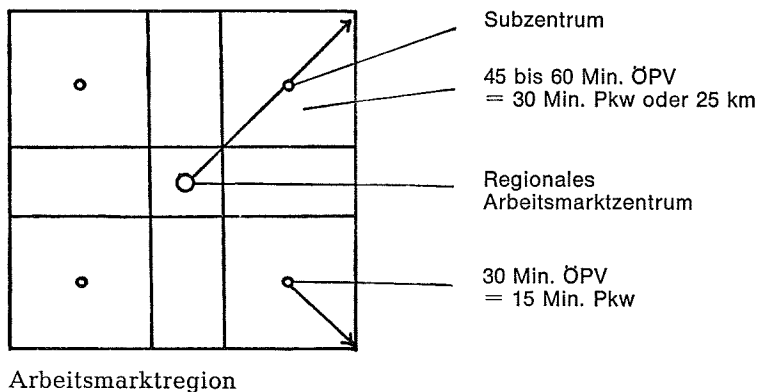 Subzentrum
45 bis 60 Min. ÖPV
= 30 Min. Pkw oder 25 km
Regionales
Arbeitsmarktzentrum
30 Min. ÖPV
= 15 Min. Pkw
Arbeitsmarktregion